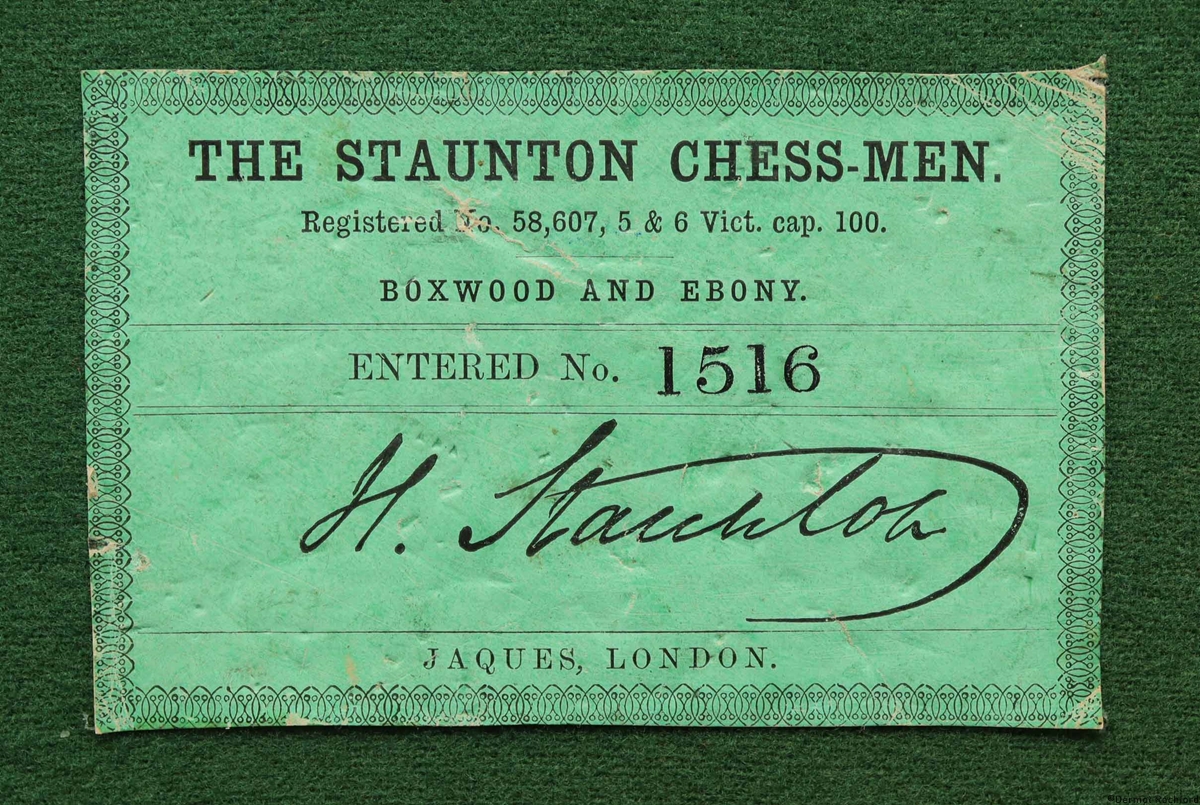 THE STAUNTON CHESS-MEN.
Registered No. 58,607, 5 & 6 Vict. cap. 100.
BOXWOOD AND EBONY.
ENTERED No. 1516
H. Staunton
JAQUES, LONDON.